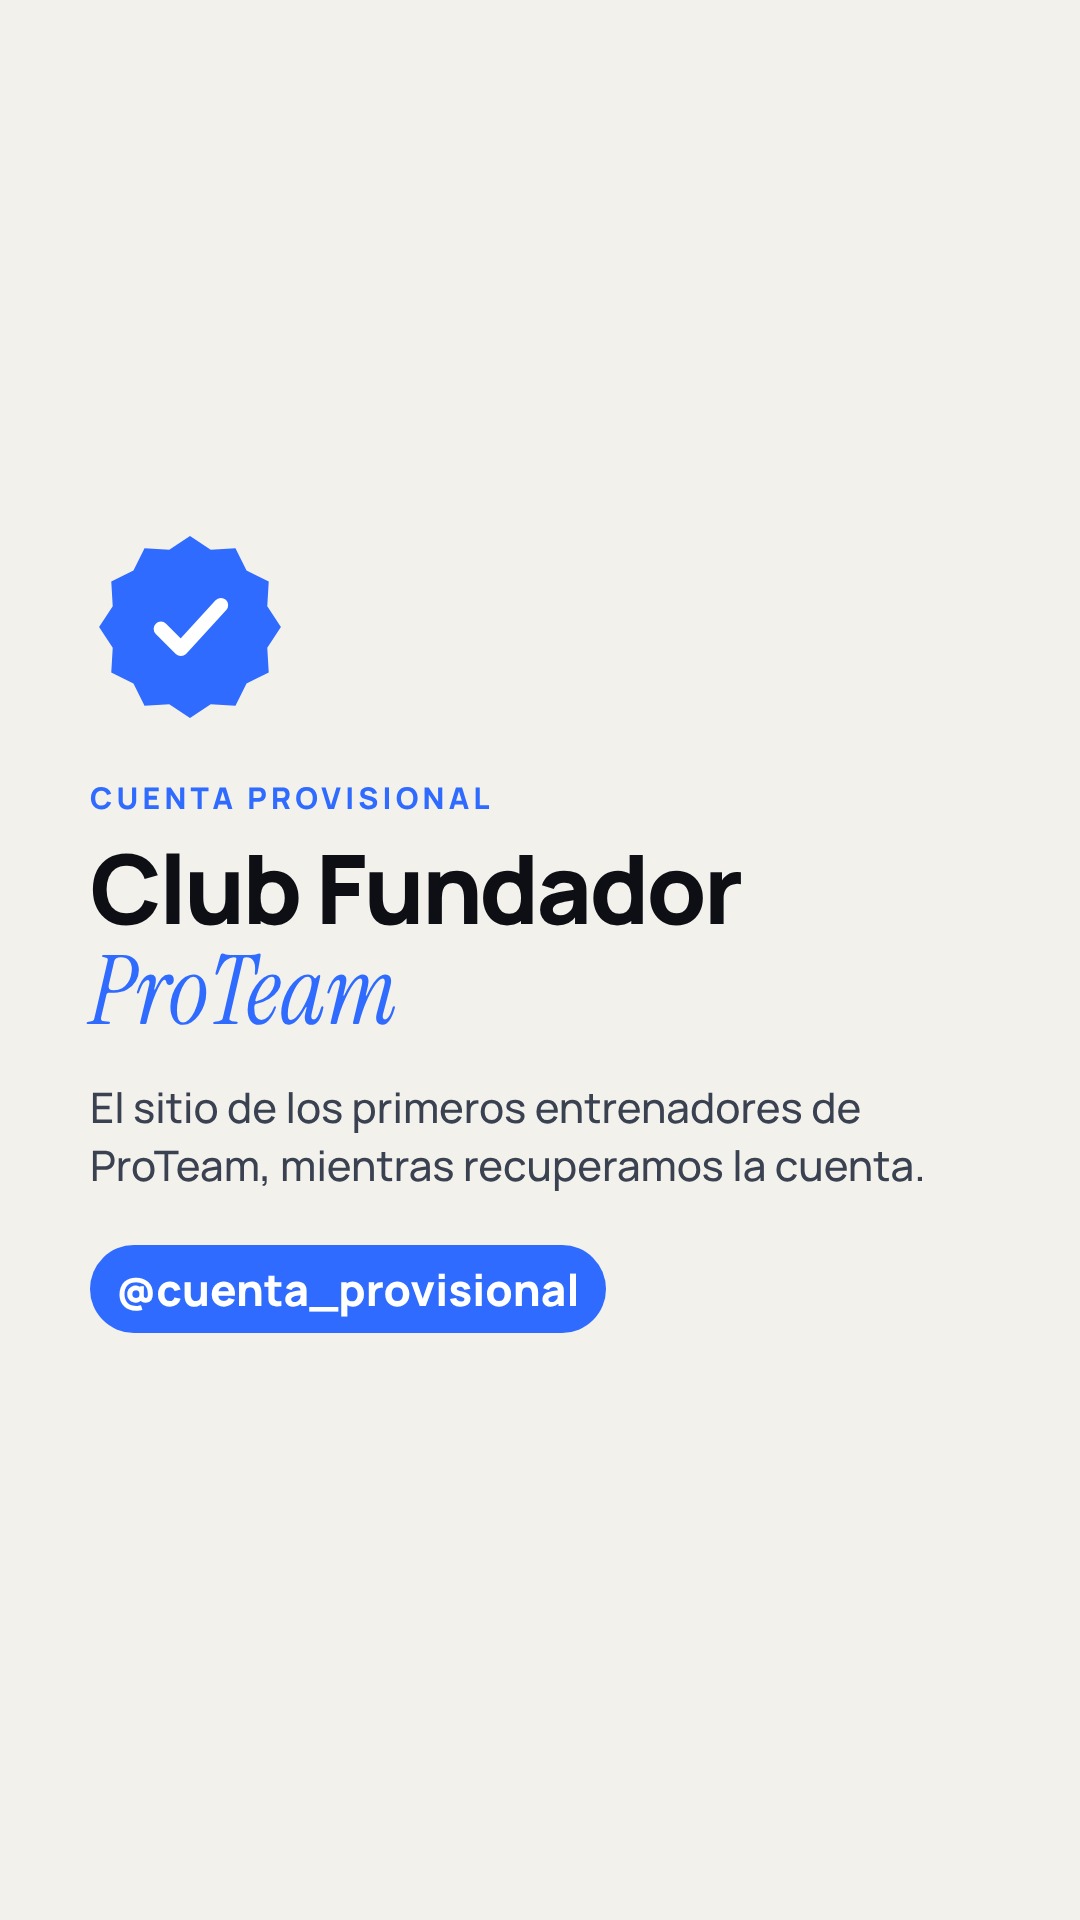 CUENTA PROVISIONAL
Club Fundador
ProTeam
El sitio de los primeros entrenadores de
ProTeam, mientras recuperamos la cuenta.
@cuenta_provisional